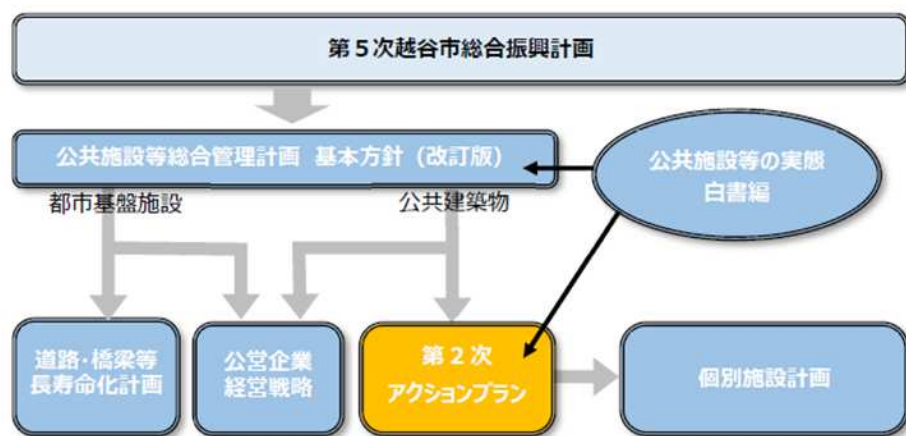 第5次越谷市総合振興計画
公共施設等総合管理計画 基本方針(改訂版)
公共施設等の実態
白書編
都市基盤施設
公共建築物
道路・橋梁等
長寿命化計画
公営企業
経営戦略
第2次
アクションプラン
個別施設計画